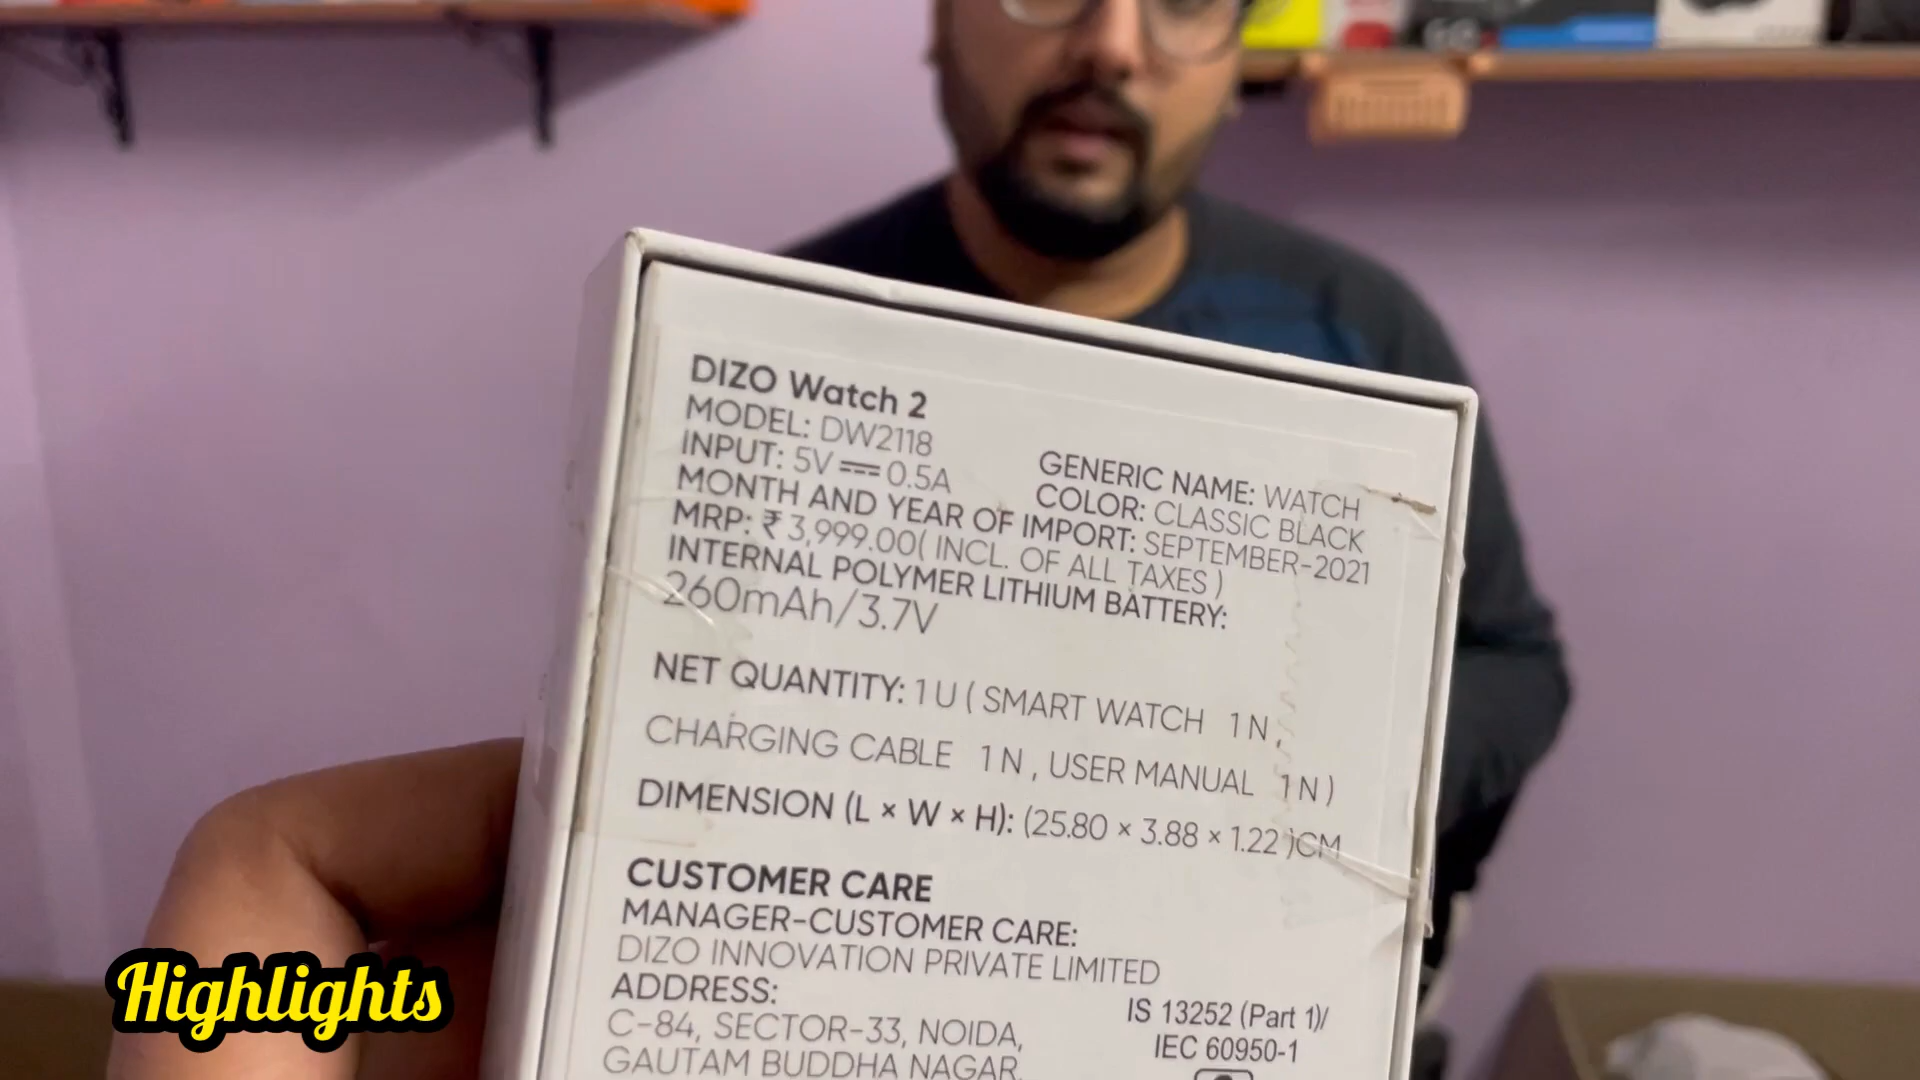 DIZO Watch 2
MODEL: DW2118
INPUT: 5V ⎓ 0.5A
GENERIC NAME: WATCH
COLOR: CLASSIC BLACK
MONTH AND YEAR OF IMPORT: SEPTEMBER-2021
MRP: ₹ 3,999.00( INCL. OF ALL TAXES )
INTERNAL POLYMER LITHIUM BATTERY:
260mAh/3.7V
NET QUANTITY: 1 U ( SMART WATCH 1 N,
CHARGING CABLE 1 N , USER MANUAL 1 N )
DIMENSION (L × W × H): (25.80 × 3.88 × 1.22 )CM
CUSTOMER CARE
MANAGER-CUSTOMER CARE:
DIZO INNOVATION PRIVATE LIMITED
ADDRESS:
C-84, SECTOR-33, NOIDA,
GAUTAM BUDDHA NAGAR,
IS 13252 (Part 1)/
IEC 60950-1
Highlights